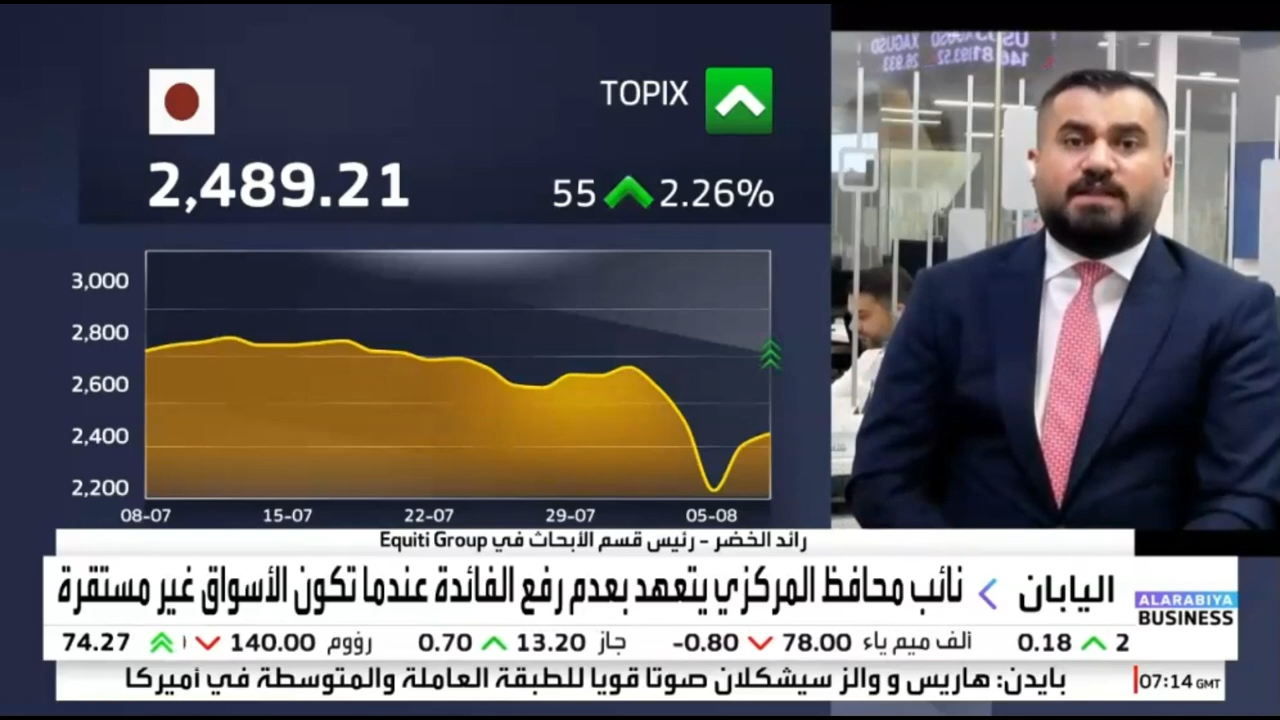 TOPIX
2,489.21
55 2.26%
3,000
2,800
2,600
2,400
2,200
08-07 15-07 22-07 29-07 05-08
رائد الخضر - رئيس قسم الأبحاث في Equiti Group
اليابان
نائب محافظ المركزي يتعهد بعدم رفع الفائدة عندما تكون الأسواق غير مستقرة
ALARABIYA
BUSINESS
2 0.18 ألف ميم ياء 78.00 -0.80 جاز 13.20 0.70 رؤوم 140.00 74.27
07:14 GMT
بايدن: هاريس و والز سيشكلان صوتا قويا للطبقة العاملة والمتوسطة في أميركا